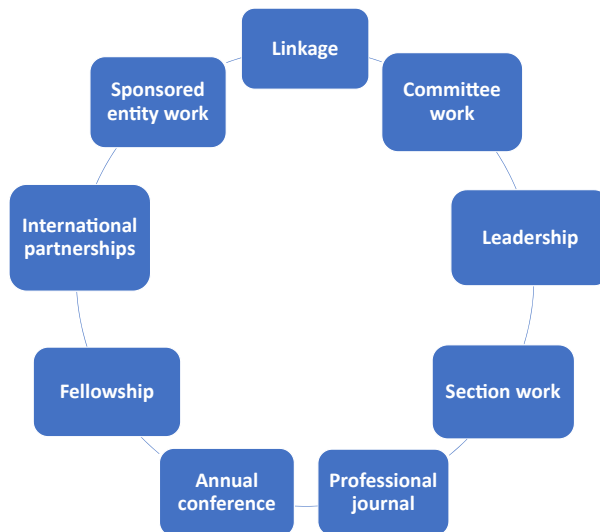 Linkage
Committee
work
Leadership
Section work
Professional
journal
Annual
conference
Fellowship
International
partnerships
Sponsored
entity work